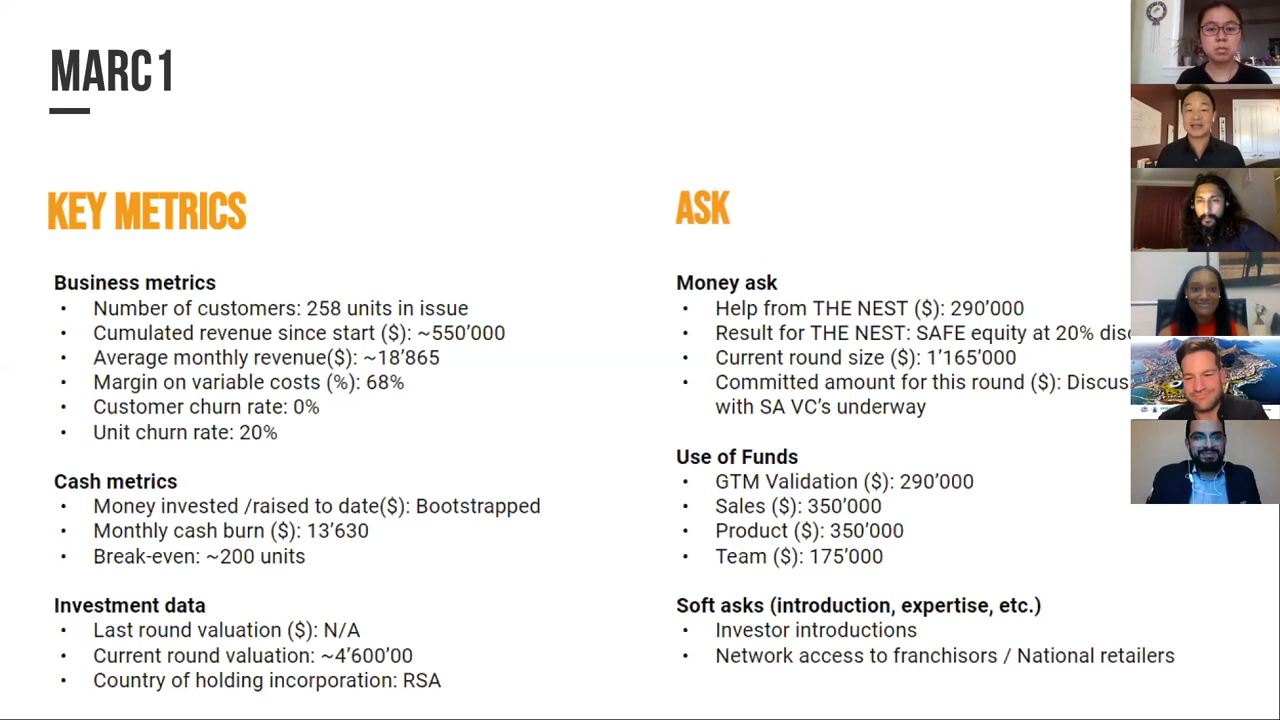 MARC1
KEY METRICS
Business metrics
• Number of customers: 258 units in issue
• Cumulated revenue since start ($): ~550’000
• Average monthly revenue($): ~18’865
• Margin on variable costs (%): 68%
• Customer churn rate: 0%
• Unit churn rate: 20%
Cash metrics
• Money invested /raised to date($): Bootstrapped
• Monthly cash burn ($): 13’630
• Break-even: ~200 units
Investment data
• Last round valuation ($): N/A
• Current round valuation: ~4’600’00
• Country of holding incorporation: RSA
ASK
Money ask
• Help from THE NEST ($): 290’000
• Result for THE NEST: SAFE equity at 20%
• Current round size ($): 1’165’000
• Committed amount for this round ($):
with SA VC’s underway
Use of Funds
• GTM Validation ($): 290’000
• Sales ($): 350’000
• Product ($): 350’000
• Team ($): 175’000
Soft asks (introduction, expertise, etc.)
• Investor introductions
• Network access to franchisors / National retailers